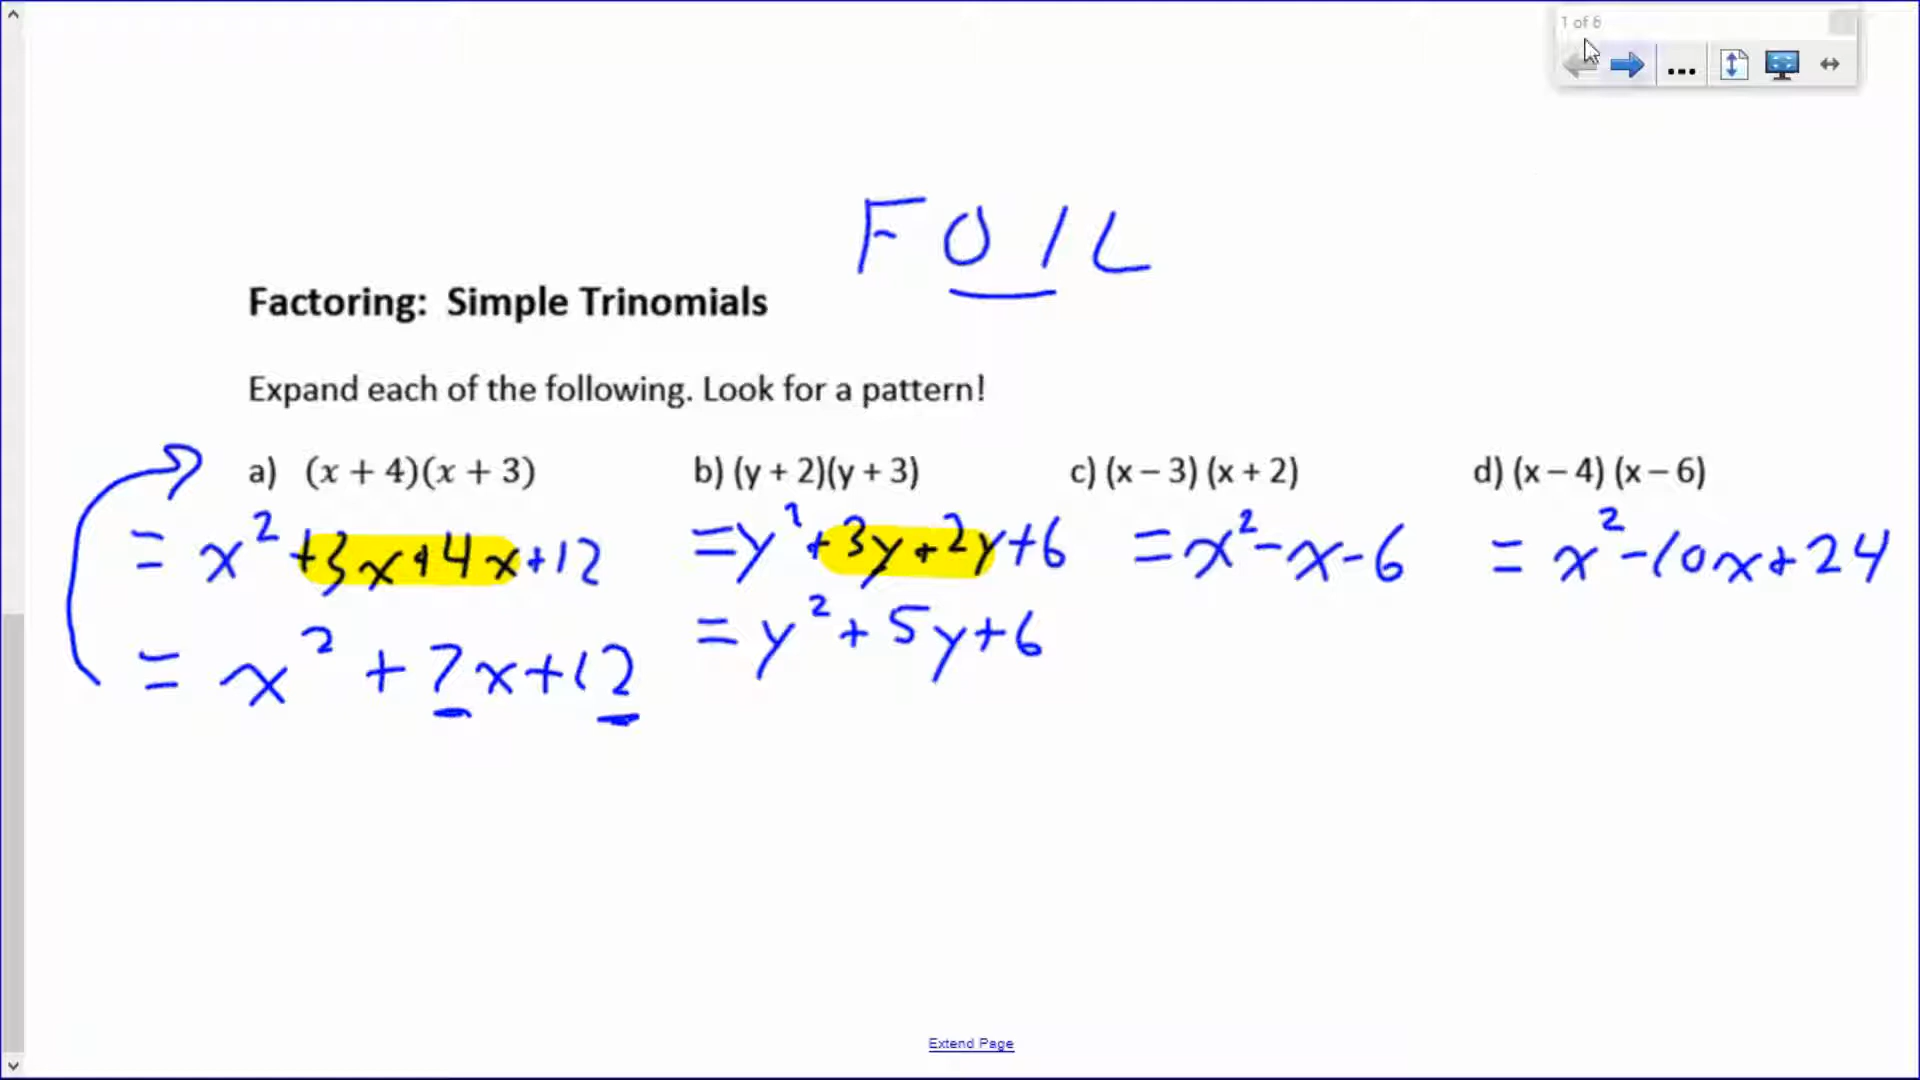 1 of 6
...
FOIL
Factoring: Simple Trinomials
Expand each of the following. Look for a pattern!
a) (x + 4)(x + 3) b) (y + 2)(y + 3) c) (x – 3) (x + 2) d) (x – 4) (x – 6)
= x² +3x+4x+12 =y²+3y+2y+6 =x²-x-6 = x²-10x+24
= x² +7x+12 =y²+5y+6
Extend Page